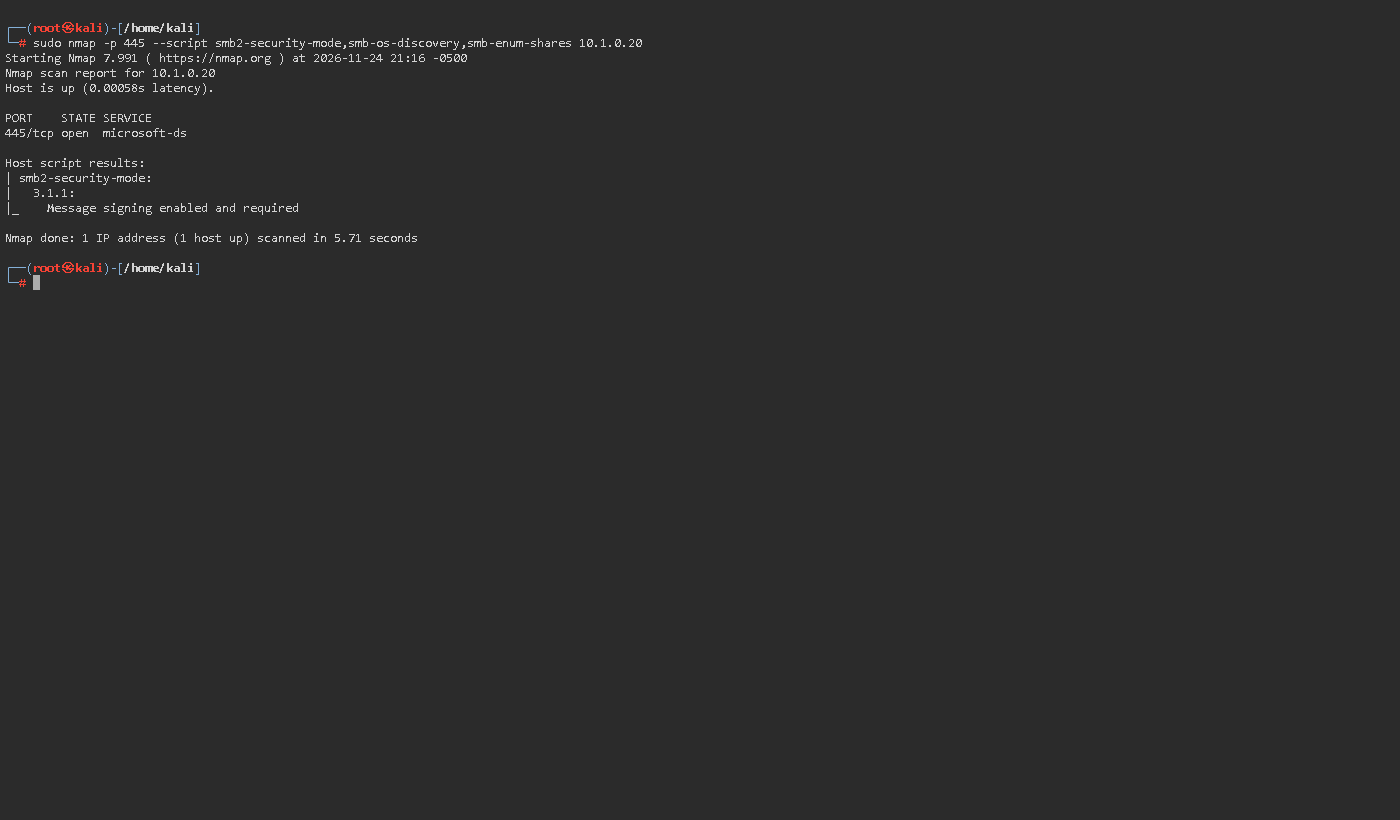 ┌──(root㉿kali)-[/home/kali]
└─# sudo nmap -p 445 --script smb2-security-mode,smb-os-discovery,smb-enum-shares 10.1.0.20
Starting Nmap 7.991 ( https://nmap.org ) at 2026-11-24 21:16 -0500
Nmap scan report for 10.1.0.20
Host is up (0.00058s latency).

PORT    STATE SERVICE
445/tcp open  microsoft-ds

Host script results:
| smb2-security-mode:
|   3.1.1:
|_    Message signing enabled and required

Nmap done: 1 IP address (1 host up) scanned in 5.71 seconds

┌──(root㉿kali)-[/home/kali]
└─#